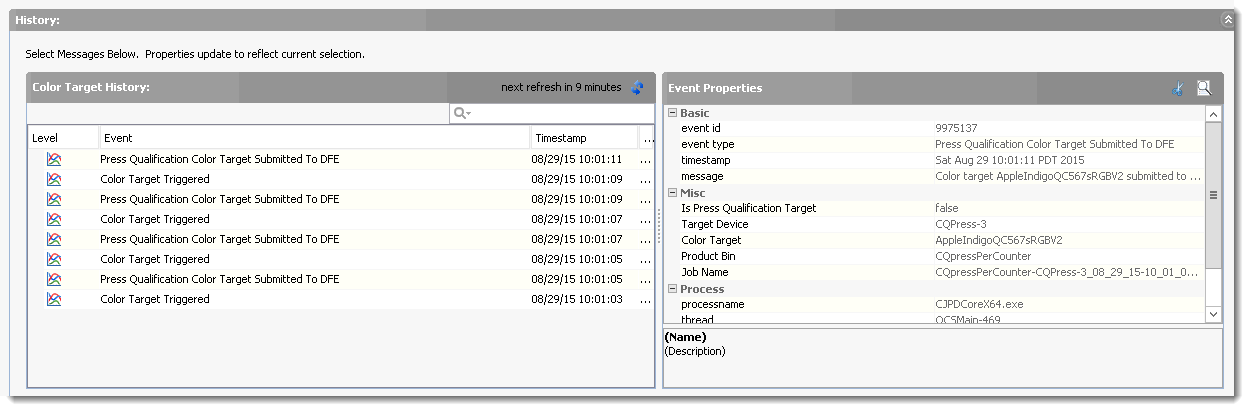 History:
Select Messages Below.  Properties update to reflect current selection.
Color Target History: next refresh in 9 minutes
Level Event Timestamp ...
Press Qualification Color Target Submitted To DFE 08/29/15 10:01:11 ...
Color Target Triggered 08/29/15 10:01:09 ...
Press Qualification Color Target Submitted To DFE 08/29/15 10:01:09 ...
Color Target Triggered 08/29/15 10:01:07 ...
Press Qualification Color Target Submitted To DFE 08/29/15 10:01:07 ...
Color Target Triggered 08/29/15 10:01:05 ...
Press Qualification Color Target Submitted To DFE 08/29/15 10:01:05 ...
Color Target Triggered 08/29/15 10:01:03 ...
Event Properties
Basic
event id 9975137
event type Press Qualification Color Target Submitted To DFE
timestamp Sat Aug 29 10:01:11 PDT 2015
message Color target AppleIndigoQC567sRGBV2 submitted to ...
Misc
Is Press Qualification Target false
Target Device CQPress-3
Color Target AppleIndigoQC567sRGBV2
Product Bin CQpressPerCounter
Job Name CQpressPerCounter-CQPress-3_08_29_15-10_01_0...
Process
processname CJPDCoreX64.exe
thread OCSMain-469
(Name)
(Description)